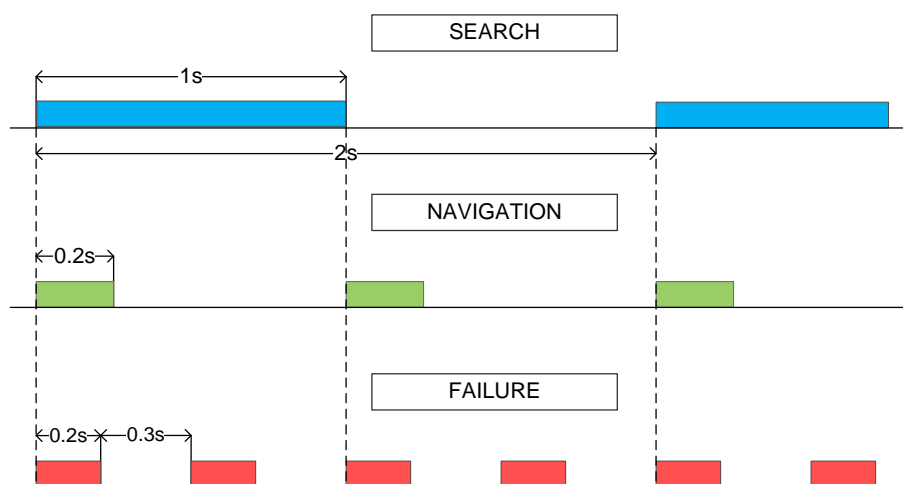 SEARCH
1s
2s
NAVIGATION
0.2s
FAILURE
0.2s
0.3s